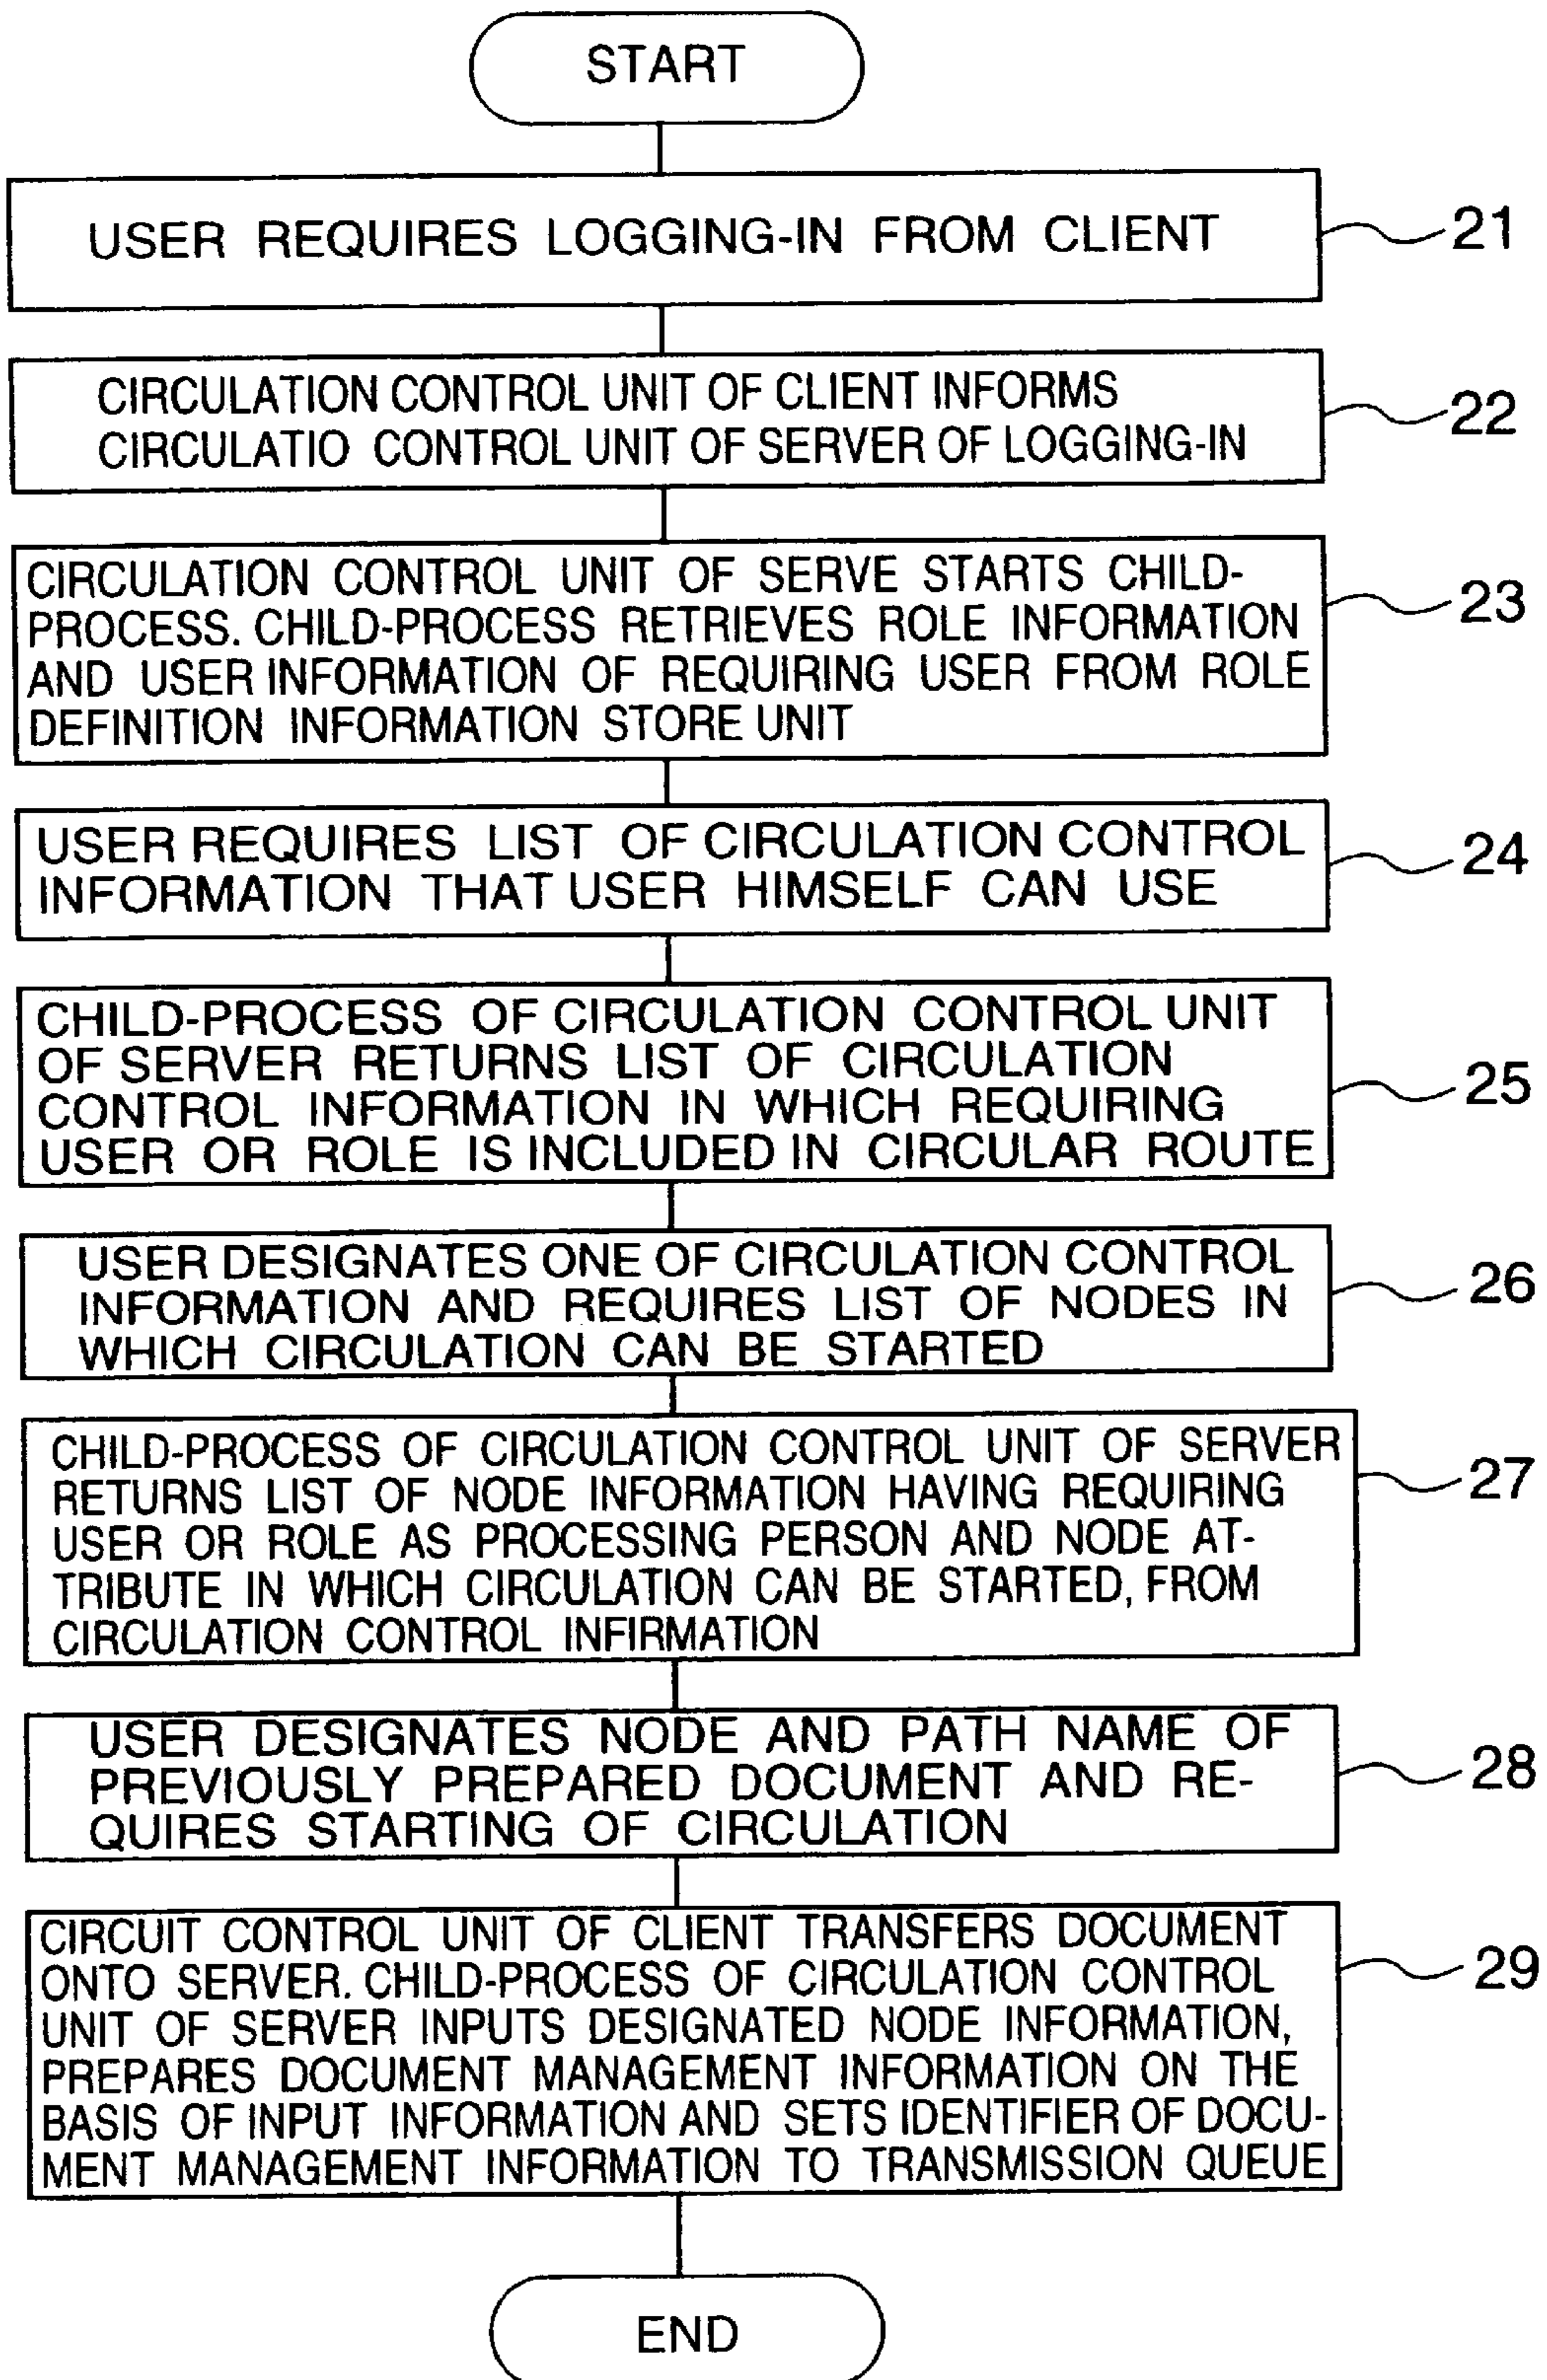 START
USER REQUIRES LOGGING-IN FROM CLIENT
21
CIRCULATION CONTROL UNIT OF CLIENT INFORMS
CIRCULATIO CONTROL UNIT OF SERVER OF LOGGING-IN
22
CIRCULATION CONTROL UNIT OF SERVE STARTS CHILD-
PROCESS. CHILD-PROCESS RETRIEVES ROLE INFORMATION
AND USER INFORMATION OF REQUIRING USER FROM ROLE
DEFINITION INFORMATION STORE UNIT
23
USER REQUIRES LIST OF CIRCULATION CONTROL
INFORMATION THAT USER HIMSELF CAN USE
24
CHILD-PROCESS OF CIRCULATION CONTROL UNIT
OF SERVER RETURNS LIST OF CIRCULATION
CONTROL INFORMATION IN WHICH REQUIRING
USER OR ROLE IS INCLUDED IN CIRCULAR ROUTE
25
USER DESIGNATES ONE OF CIRCULATION CONTROL
INFORMATION AND REQUIRES LIST OF NODES IN
WHICH CIRCULATION CAN BE STARTED
26
CHILD-PROCESS OF CIRCULATION CONTROL UNIT OF SERVER
RETURNS LIST OF NODE INFORMATION HAVING REQUIRING
USER OR ROLE AS PROCESSING PERSON AND NODE AT-
TRIBUTE IN WHICH CIRCULATION CAN BE STARTED, FROM
CIRCULATION CONTROL INFIRMATION
27
USER DESIGNATES NODE AND PATH NAME OF
PREVIOUSLY PREPARED DOCUMENT AND RE-
QUIRES STARTING OF CIRCULATION
28
CIRCUIT CONTROL UNIT OF CLIENT TRANSFERS DOCUMENT
ONTO SERVER. CHILD-PROCESS OF CIRCULATION CONTROL
UNIT OF SERVER INPUTS DESIGNATED NODE INFORMATION,
PREPARES DOCUMENT MANAGEMENT INFORMATION ON THE
BASIS OF INPUT INFORMATION AND SETS IDENTIFIER OF DOCU-
MENT MANAGEMENT INFORMATION TO TRANSMISSION QUEUE
29
END